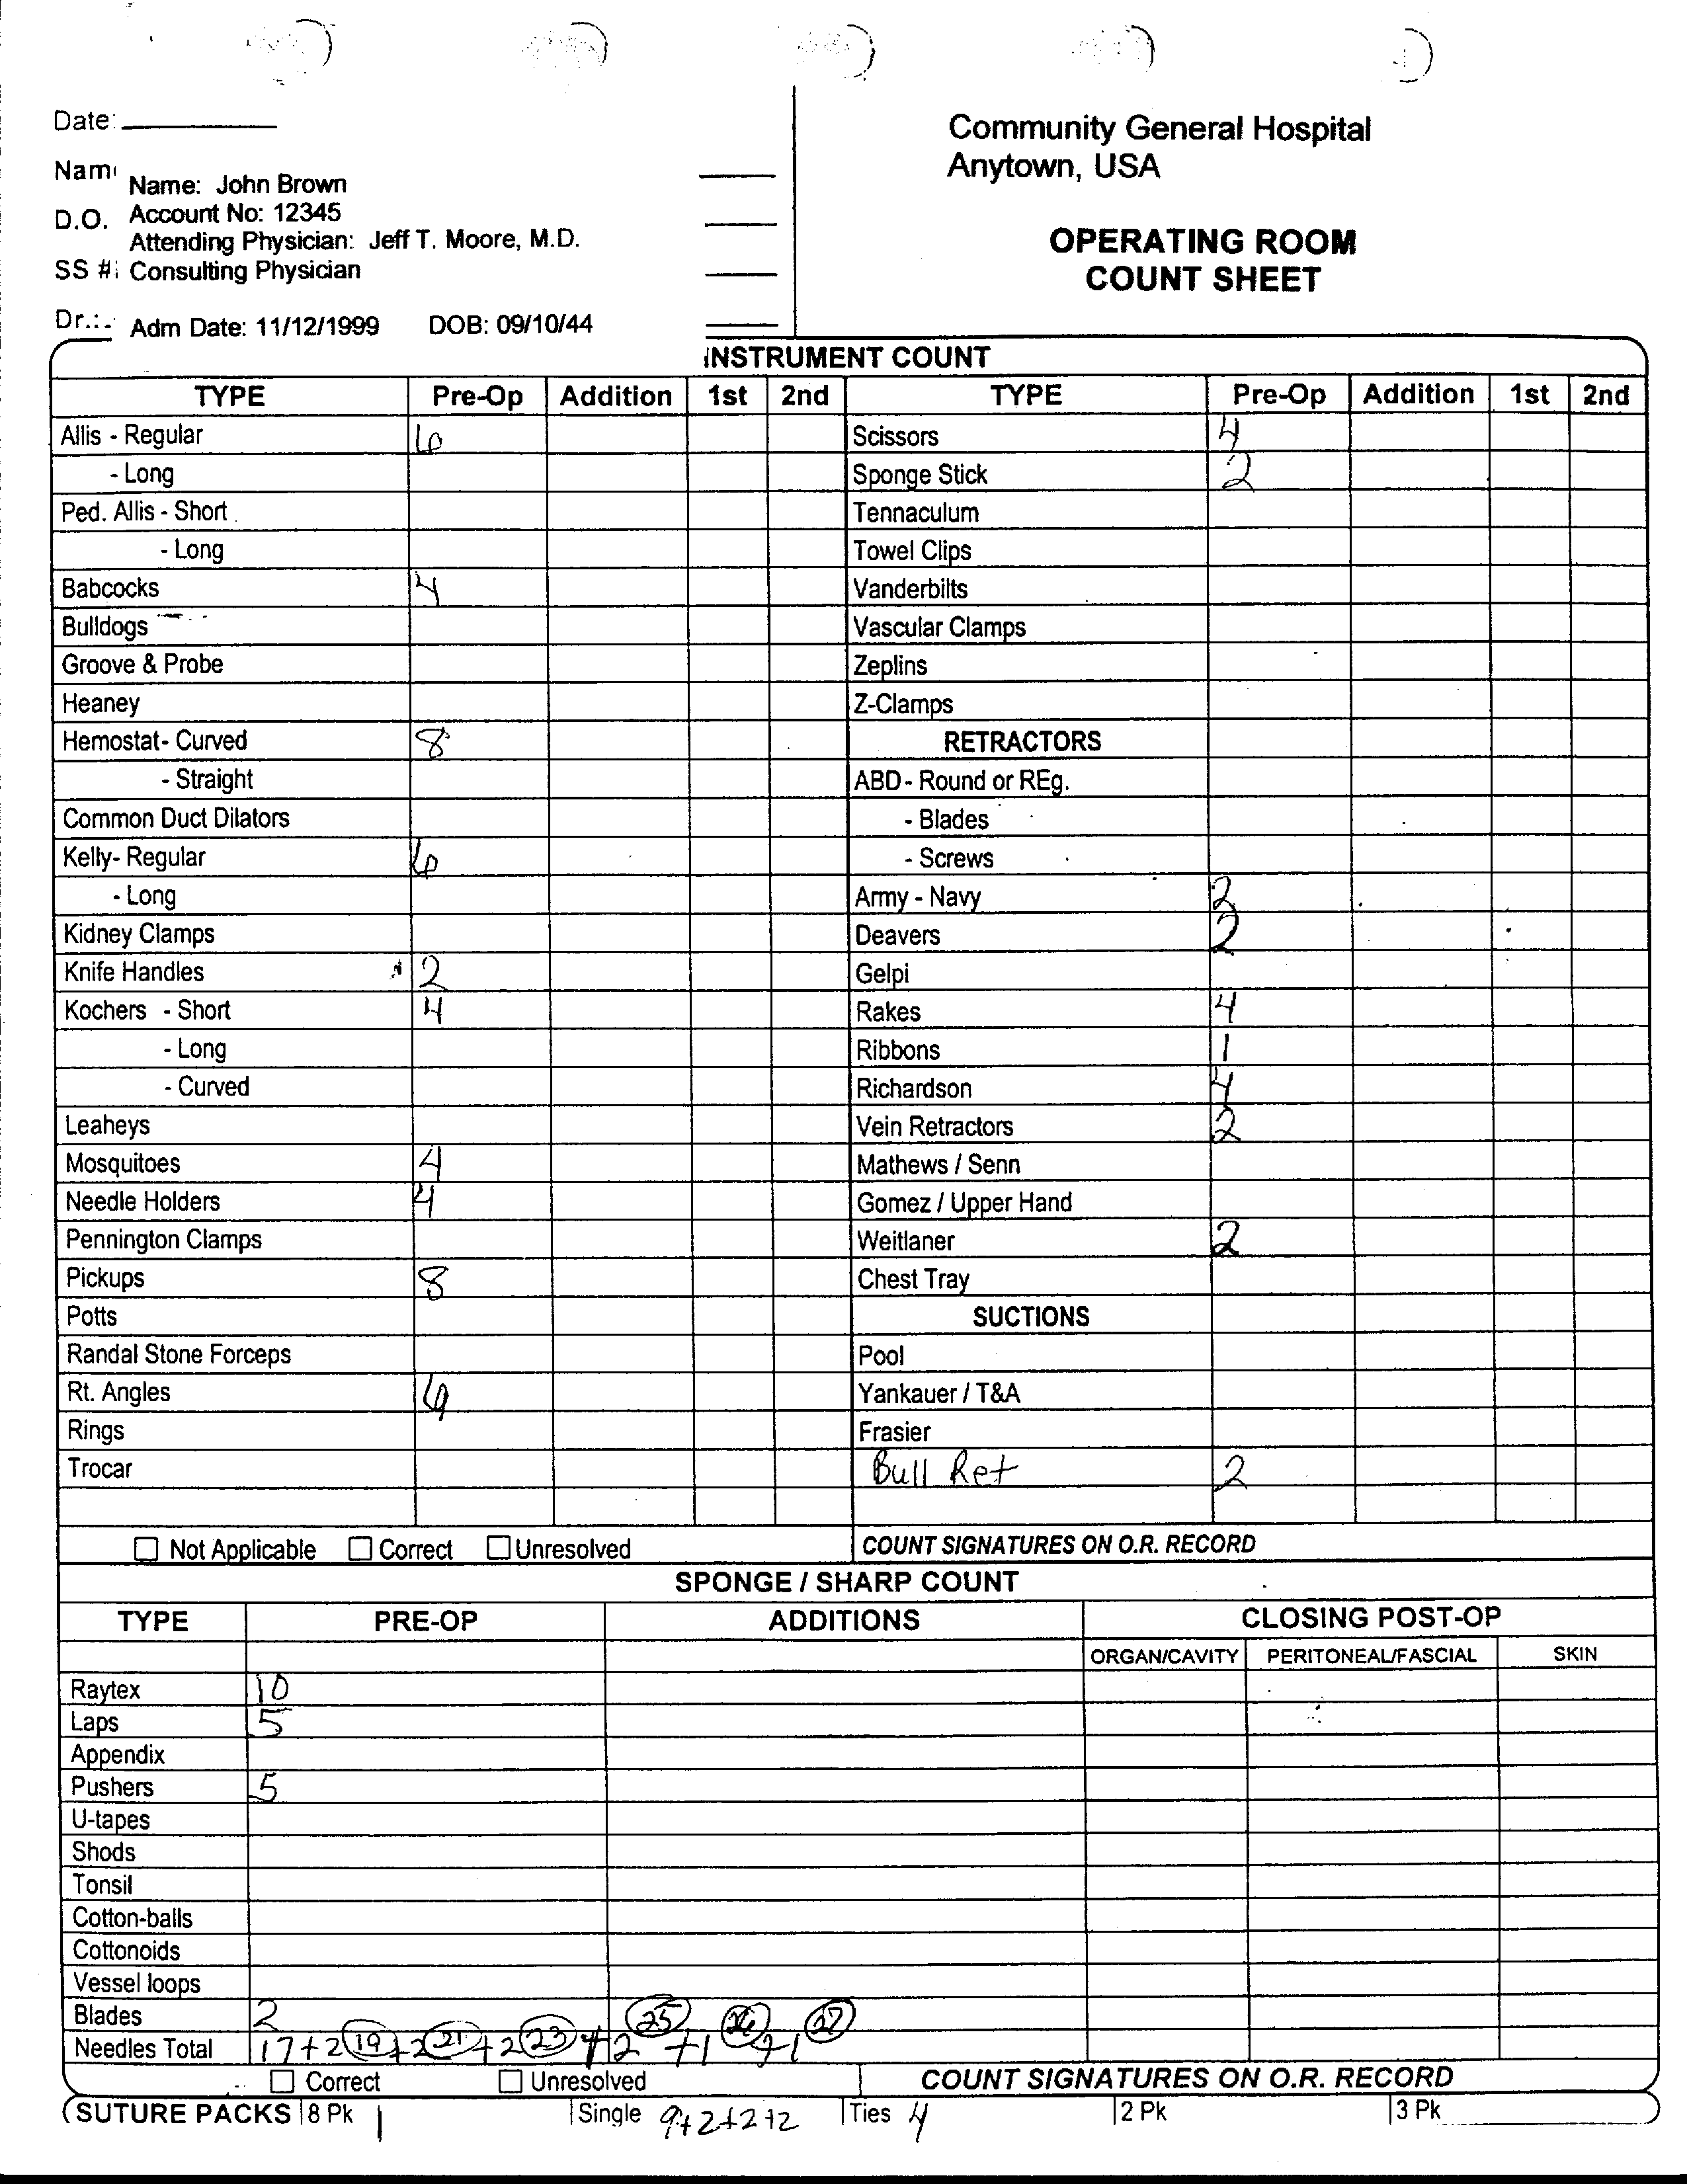 Date:
Community General Hospital
Anytown, USA
Name: John Brown
D.O. Account No: 12345
Attending Physician: Jeff T. Moore, M.D.
SS # Consulting Physician
Dr.: Adm Date: 11/12/1999 DOB: 09/10/44
OPERATING ROOM
COUNT SHEET
INSTRUMENT COUNT
TYPE Pre-Op Addition 1st 2nd TYPE Pre-Op Addition 1st 2nd
Allis - Regular 6 Scissors 4
- Long Sponge Stick 2
Ped. Allis - Short Tennaculum
- Long Towel Clips
Babcocks 4 Vanderbilts
Bulldogs Vascular Clamps
Groove & Probe Zeplins
Heaney Z-Clamps
Hemostat- Curved 8 RETRACTORS
- Straight ABD - Round or REg.
Common Duct Dilators - Blades
Kelly- Regular 6 - Screws
- Long Army - Navy 2
Kidney Clamps Deavers 2
Knife Handles 2 Gelpi
Kochers - Short 4 Rakes 4
- Long Ribbons 1
- Curved Richardson 4
Leaheys Vein Retractors 2
Mosquitoes 4 Mathews / Senn
Needle Holders 4 Gomez / Upper Hand
Pennington Clamps Weitlaner 2
Pickups 8 Chest Tray
Potts SUCTIONS
Randal Stone Forceps Pool
Rt. Angles Yankauer / T&A
Rings Frasier
Trocar Bull Ret 2
Not Applicable Correct Unresolved COUNT SIGNATURES ON O.R. RECORD
SPONGE / SHARP COUNT
TYPE PRE-OP ADDITIONS CLOSING POST-OP
ORGAN/CAVITY PERITONEAL/FASCIAL SKIN
Raytex 10
Laps 5
Appendix
Pushers 5
U-tapes
Shods
Tonsil
Cotton-balls
Cottonoids
Vessel loops
Blades 2
Needles Total 17+2 19 +2 21 +2 23 +2 25 +1 26 +1 27
Correct Unresolved COUNT SIGNATURES ON O.R. RECORD
SUTURE PACKS 8 Pk 1 Single 9+2+2+2 Ties 4 2 Pk 3 Pk